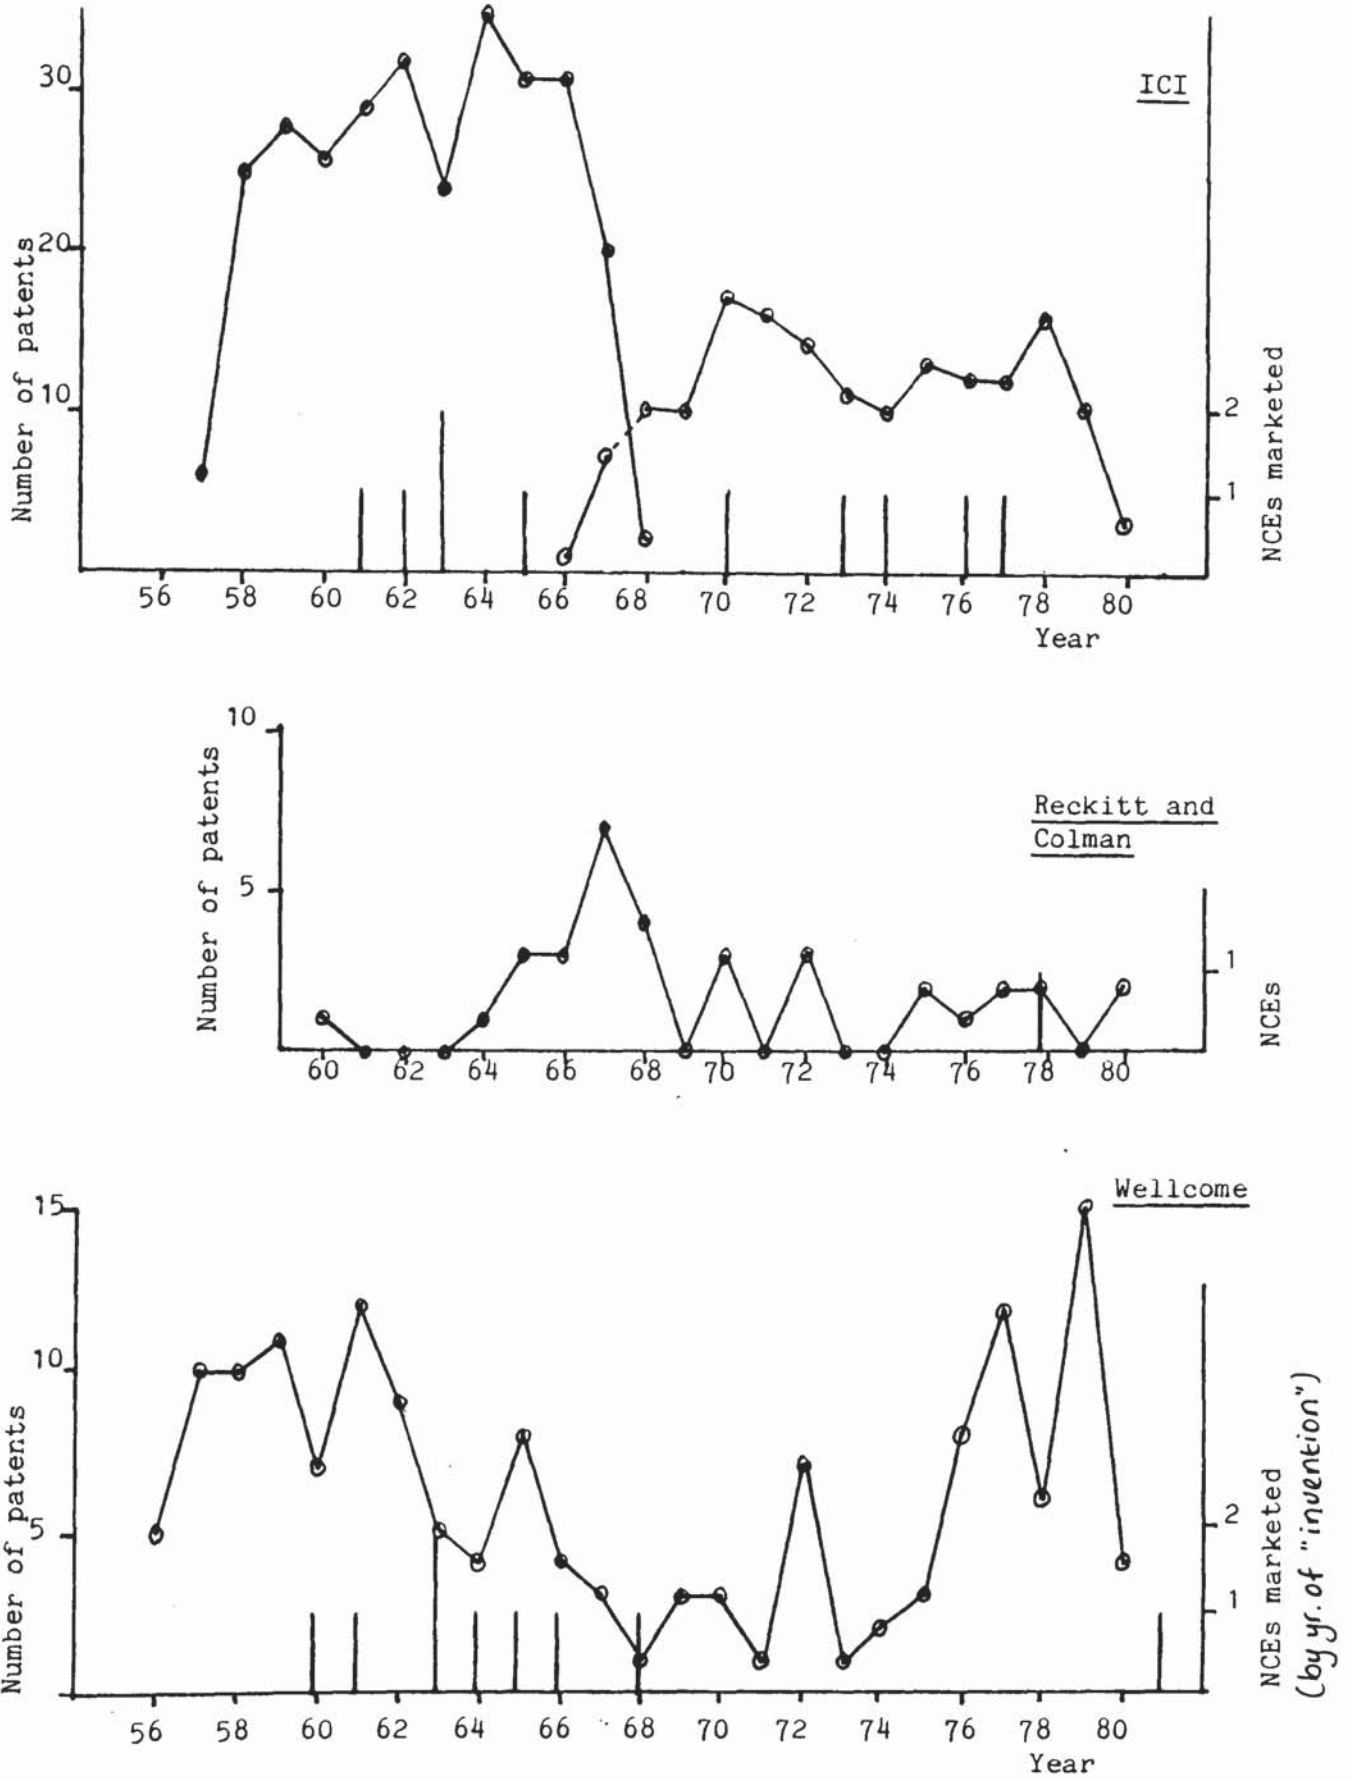 ICI
Number of patents
30
20
10
NCEs marketed
2
1
56 58 60 62 64 66 68 70 72 74 76 78 80
Year
Reckitt and
Colman
Number of patents
10
5
NCEs
1
60 62 64 66 68 70 72 74 76 78 80
Wellcome
Number of patents
15
10
5
NCEs marketed
(by yr. of "invention")
2
1
56 58 60 62 64 66 68 70 72 74 76 78 80
Year